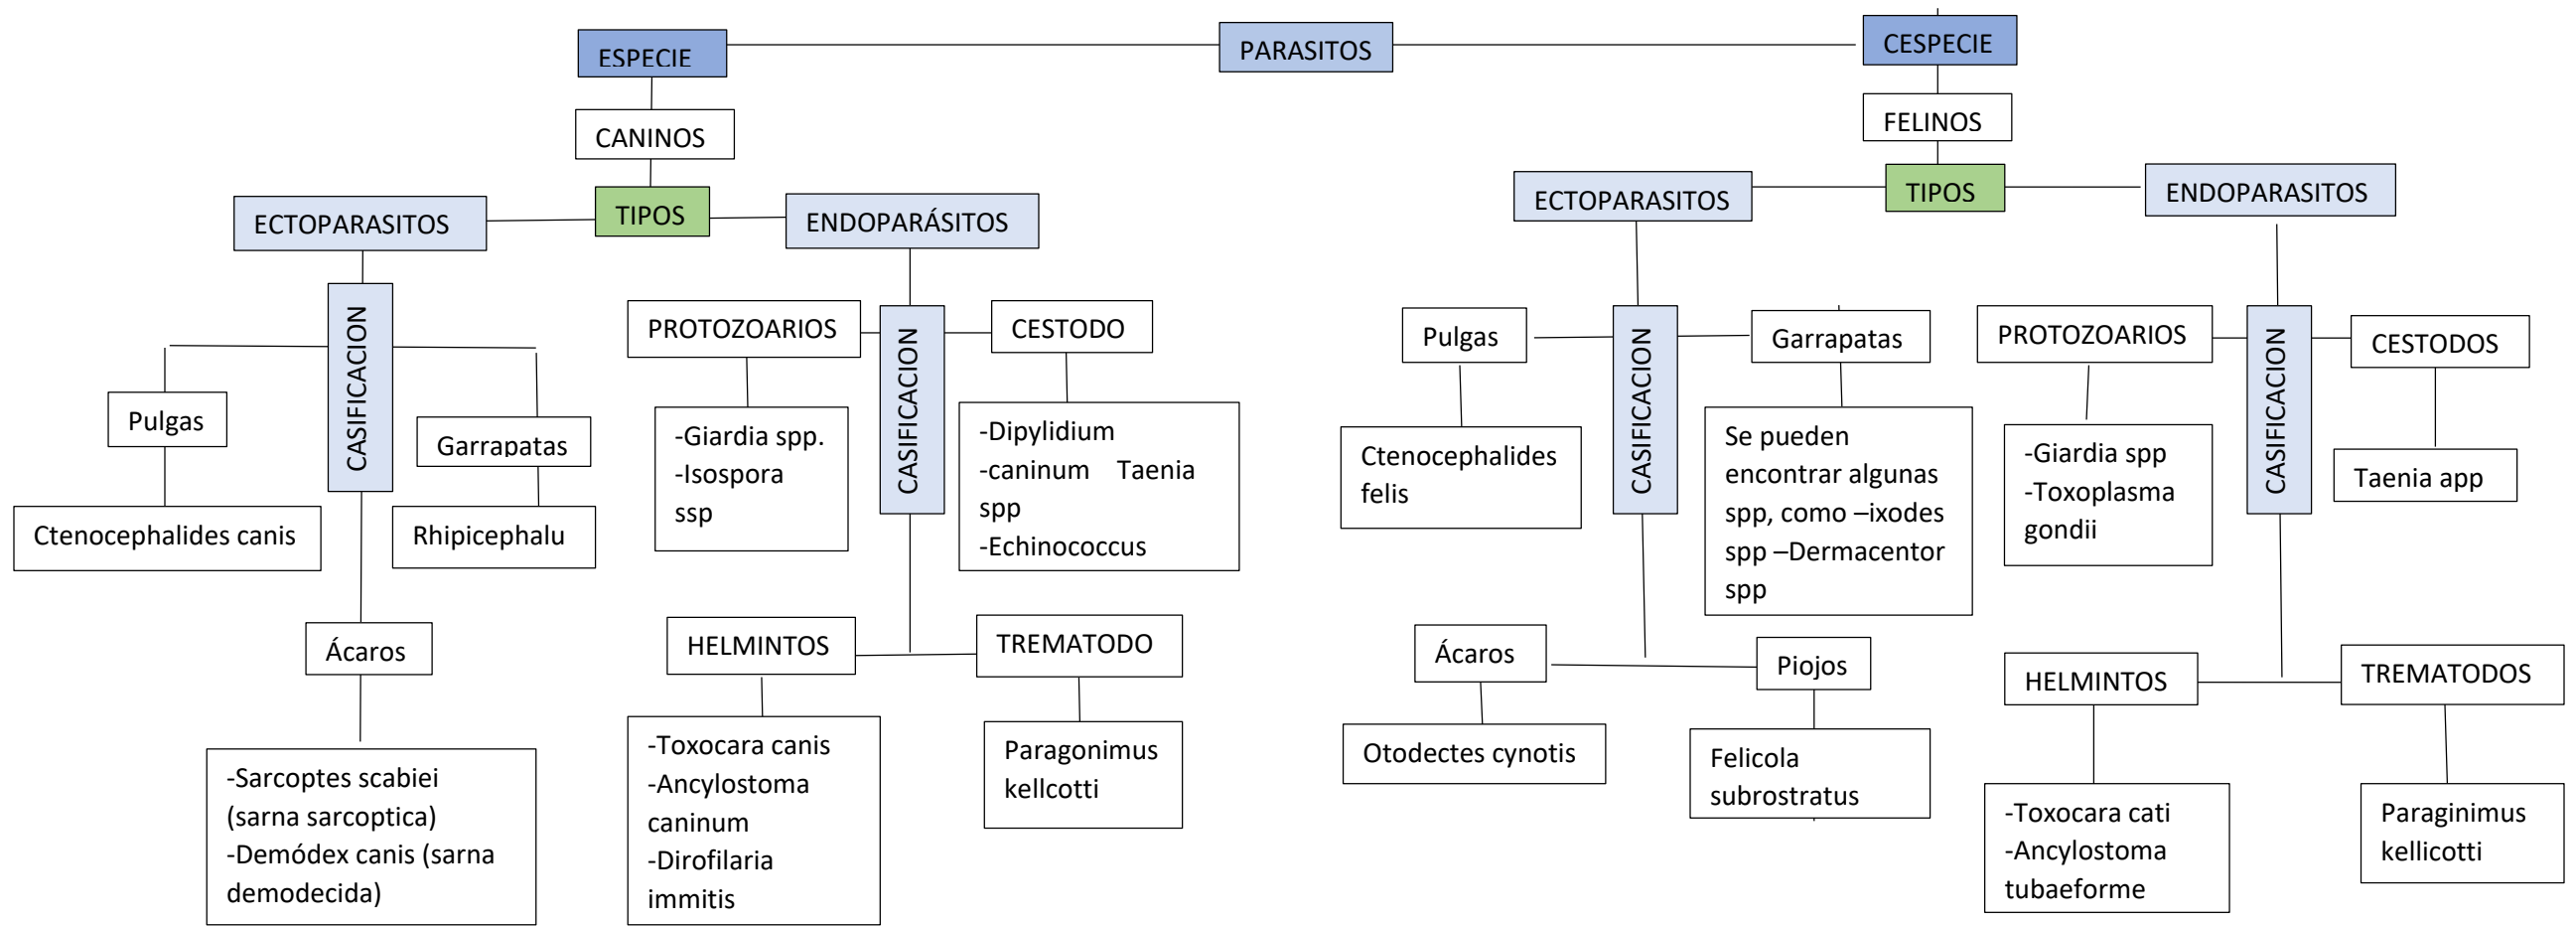 PARASITOS
ESPECIE
CANINOS
TIPOS
ECTOPARASITOS
CASIFICACION
Pulgas
Ctenocephalides canis
Garrapatas
Rhipicephalu
Ácaros
-Sarcoptes scabiei
(sarna sarcoptica)
-Demódex canis (sarna
demodecida)
ENDOPARÁSITOS
CASIFICACION
PROTOZOARIOS
-Giardia spp.
-Isospora
ssp
CESTODO
-Dipylidium
-caninum Taenia
spp
-Echinococcus
HELMINTOS
-Toxocara canis
-Ancylostoma
caninum
-Dirofilaria
immitis
TREMATODO
Paragonimus
kellcotti
CESPECIE
FELINOS
TIPOS
ECTOPARASITOS
CASIFICACION
Pulgas
Ctenocephalides
felis
Garrapatas
Se pueden
encontrar algunas
spp, como –ixodes
spp –Dermacentor
spp
Ácaros
Otodectes cynotis
Piojos
Felicola
subrostratus
ENDOPARASITOS
CASIFICACION
PROTOZOARIOS
-Giardia spp
-Toxoplasma
gondii
CESTODOS
Taenia app
HELMINTOS
-Toxocara cati
-Ancylostoma
tubaeforme
TREMATODOS
Paraginimus
kellicotti